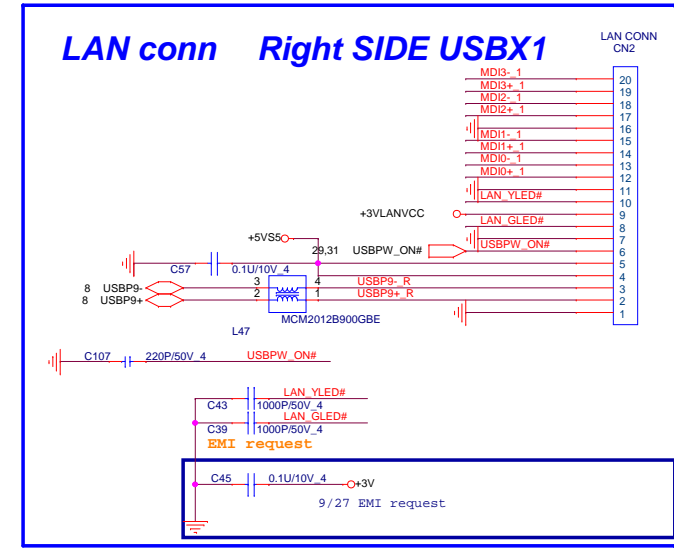 LAN conn Right SIDE USBX1
LAN CONN
CN2
MDI3-_1
20
MDI3+_1
19
MDI2-_1
18
MDI2+_1
17
16
MDI1-_1
15
MDI1+_1
14
MDI0-_1
13
MDI0+_1
12
11
LAN_YLED#
10
+3VLANVCC
9
LAN_GLED#
8
7
+5VS5
29,31 USBPW_ON# USBPW_ON#
6
5
C57 0.1U/10V_4
4
8 USBP9- 3 4 USBP9-_R
3
8 USBP9+ 2 1 USBP9+_R
2
MCM2012B900GBE
1
L47
C107 220P/50V_4 USBPW_ON#
LAN_YLED#
C43 1000P/50V_4
LAN_GLED#
C39 1000P/50V_4
EMI request
C45 0.1U/10V_4 +3V
9/27 EMI request